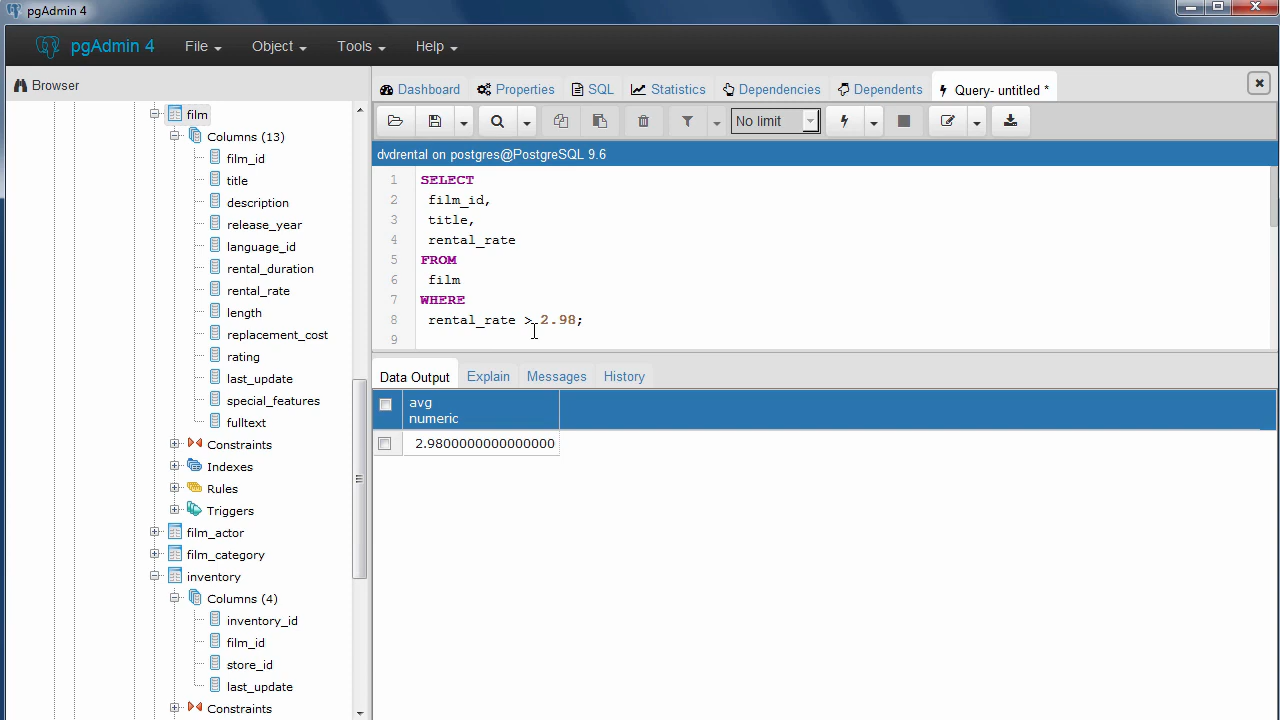 pgAdmin 4
pgAdmin 4 File Object Tools Help
Browser
film
Columns (13)
film_id
title
description
release_year
language_id
rental_duration
rental_rate
length
replacement_cost
rating
last_update
special_features
fulltext
Constraints
Indexes
Rules
Triggers
film_actor
film_category
inventory
Columns (4)
inventory_id
film_id
store_id
last_update
Constraints
Dashboard Properties SQL Statistics Dependencies Dependents Query- untitled *
No limit
dvdrental on postgres@PostgreSQL 9.6
1 SELECT
2 film_id,
3 title,
4 rental_rate
5 FROM
6 film
7 WHERE
8 rental_rate > 2.98;
9
Data Output Explain Messages History
avg
numeric
2.9800000000000000